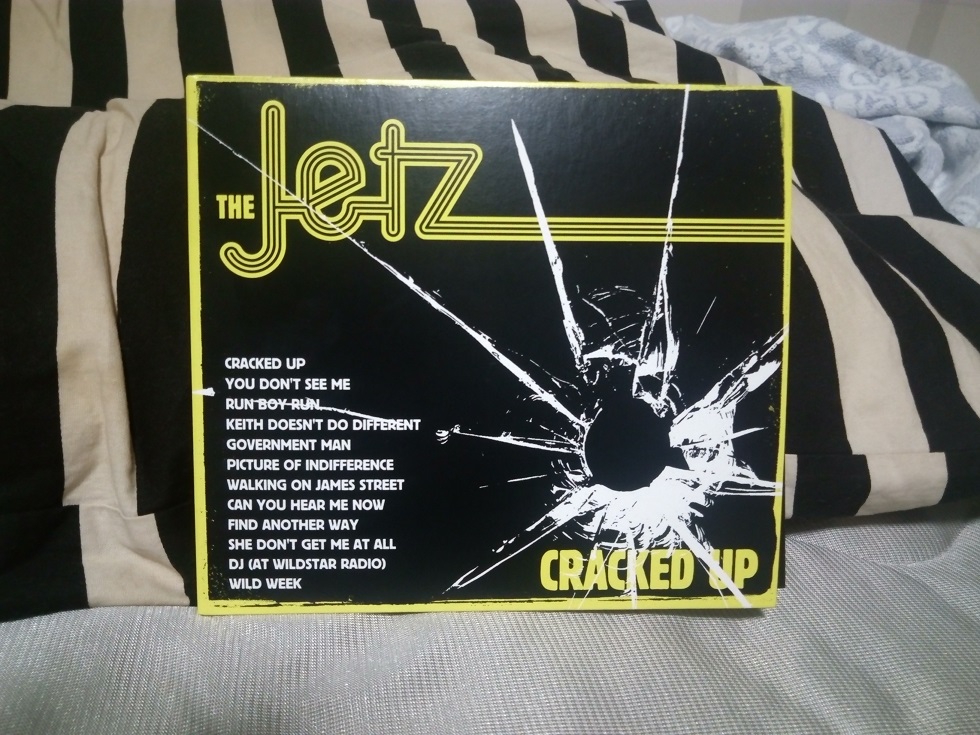 THE Jetz
CRACKED UP
YOU DON'T SEE ME
RUN BOY RUN
KEITH DOESN'T DO DIFFERENT
GOVERNMENT MAN
PICTURE OF INDIFFERENCE
WALKING ON JAMES STREET
CAN YOU HEAR ME NOW
FIND ANOTHER WAY
SHE DON'T GET ME AT ALL
DJ (AT WILDSTAR RADIO)
WILD WEEK
CRACKED UP